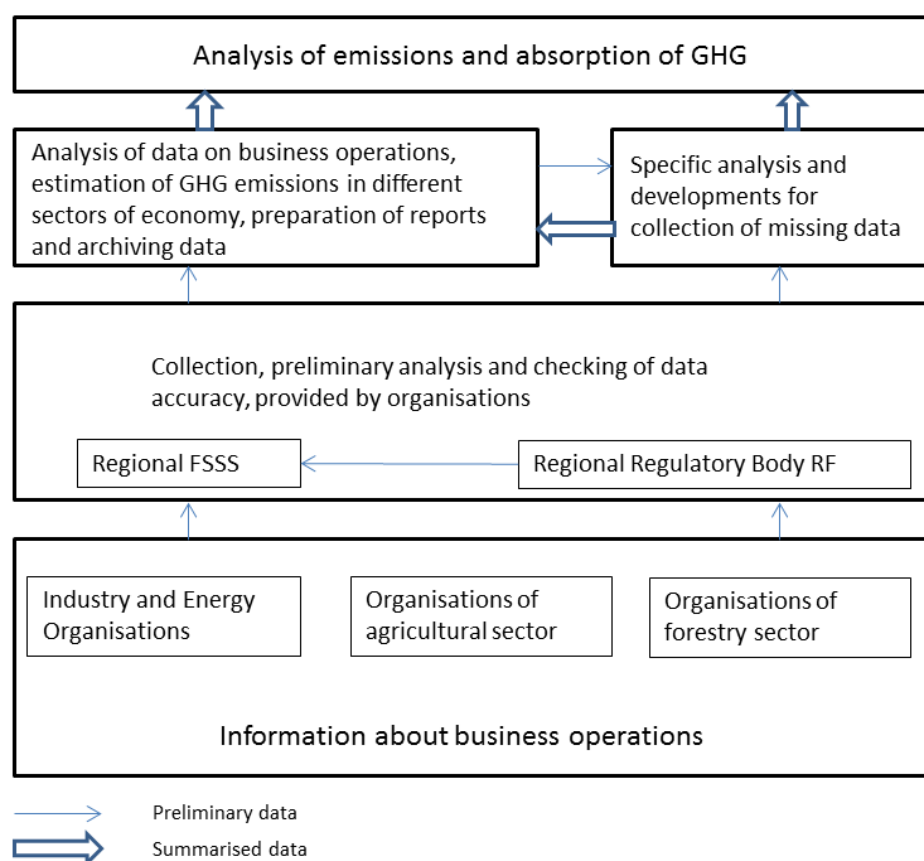 Analysis of emissions and absorption of GHG
Analysis of data on business operations,
estimation of GHG emissions in different
sectors of economy, preparation of reports
and archiving data
Specific analysis and
developments for
collection of missing data
Collection, preliminary analysis and checking of data
accuracy, provided by organisations
Regional FSSS
Regional Regulatory Body RF
Industry and Energy
Organisations
Organisations of
agricultural sector
Organisations of
forestry sector
Information about business operations
Preliminary data
Summarised data